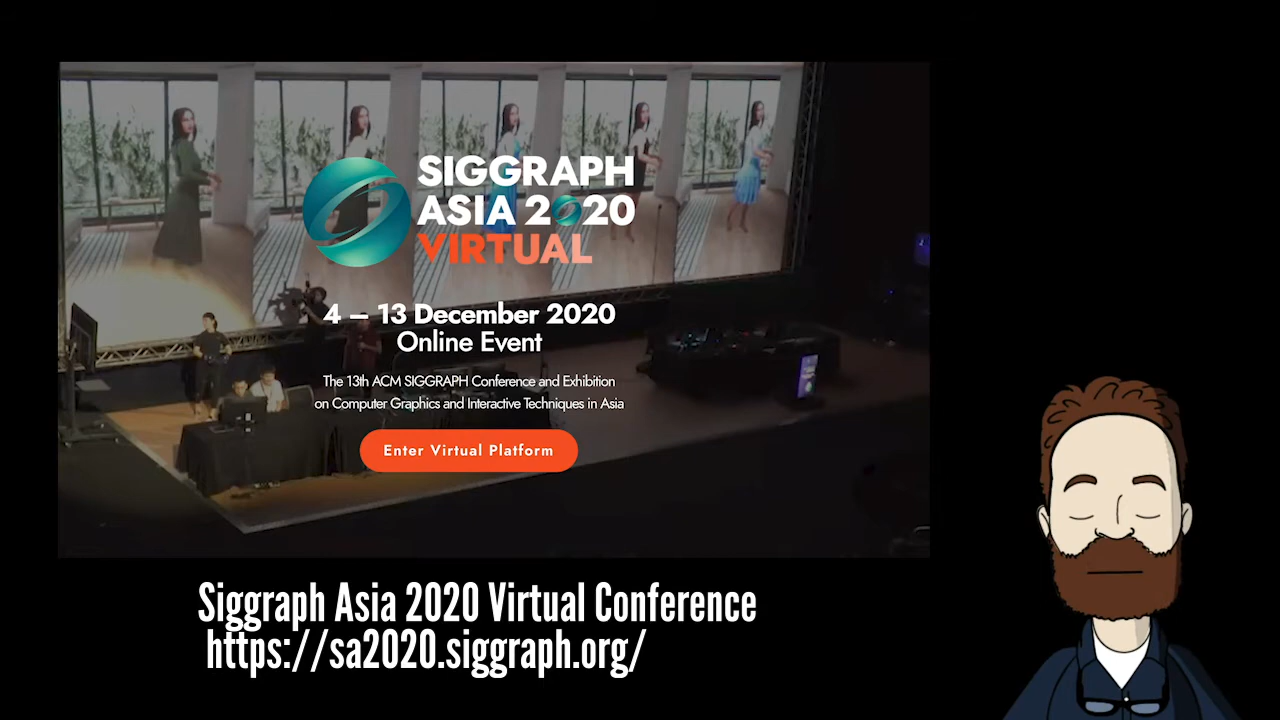 SIGGRAPH
ASIA 2020
VIRTUAL
4 – 13 December 2020
Online Event
The 13th ACM SIGGRAPH Conference and Exhibition
on Computer Graphics and Interactive Techniques in Asia
Enter Virtual Platform
Siggraph Asia 2020 Virtual Conference
https://sa2020.siggraph.org/